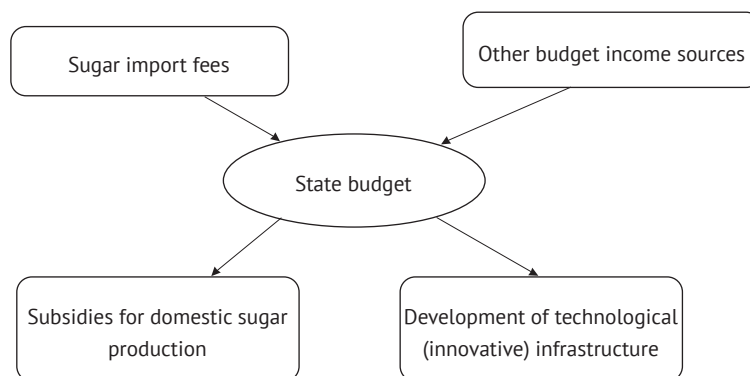 Sugar import fees
Other budget income sources
State budget
Subsidies for domestic sugar
production
Development of technological
(innovative) infrastructure